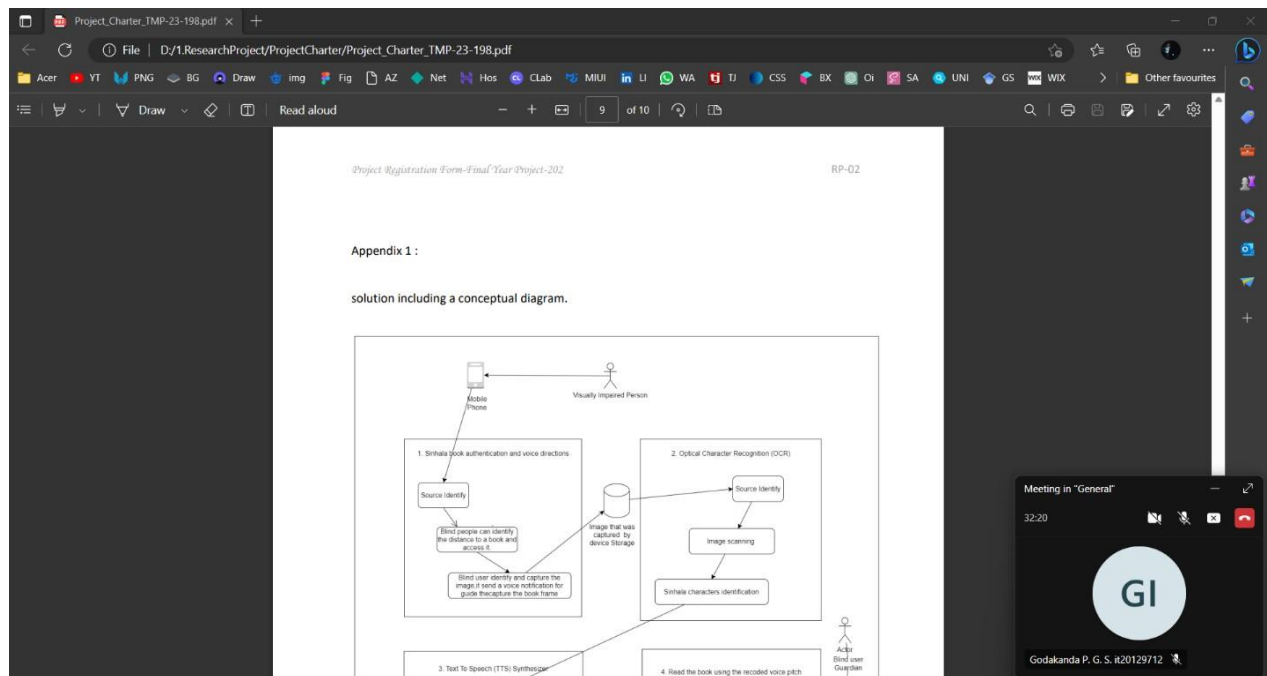 Project_Charter_TMP-23-198.pdf
File
D:/1.ResearchProject/ProjectCharter/Project_Charter_TMP-23-198.pdf
Acer YT PNG BG Draw img Fig AZ Net Hos CLab MIUI LI WA TJ CSS BX Oi SA UNI GS WIX Other favourites
Draw Read aloud 9 of 10
Project Registration Form-Final Year Project-202 RP-02
Appendix 1 :
solution including a conceptual diagram.
Mobile
Phone
Visually Impaired Person
1. Sinhala book authentication and voice directions
Source Identify
Blind people can identify
the distance to a book and
access it
Blind user identify and capture the
image,it send a voice notification for
guide thecapture the book frame
Image that was
captured by
device Storage
2. Optical Character Recognition (OCR)
Source Identify
Image scanning
Sinhala characters identification
Actor
Blind user
Guardian
3. Text To Speech (TTS) Synthesizer
4. Read the book using the recoded voice pitch
Meeting in "General"
32:20
GI
Godakanda P. G. S. it20129712